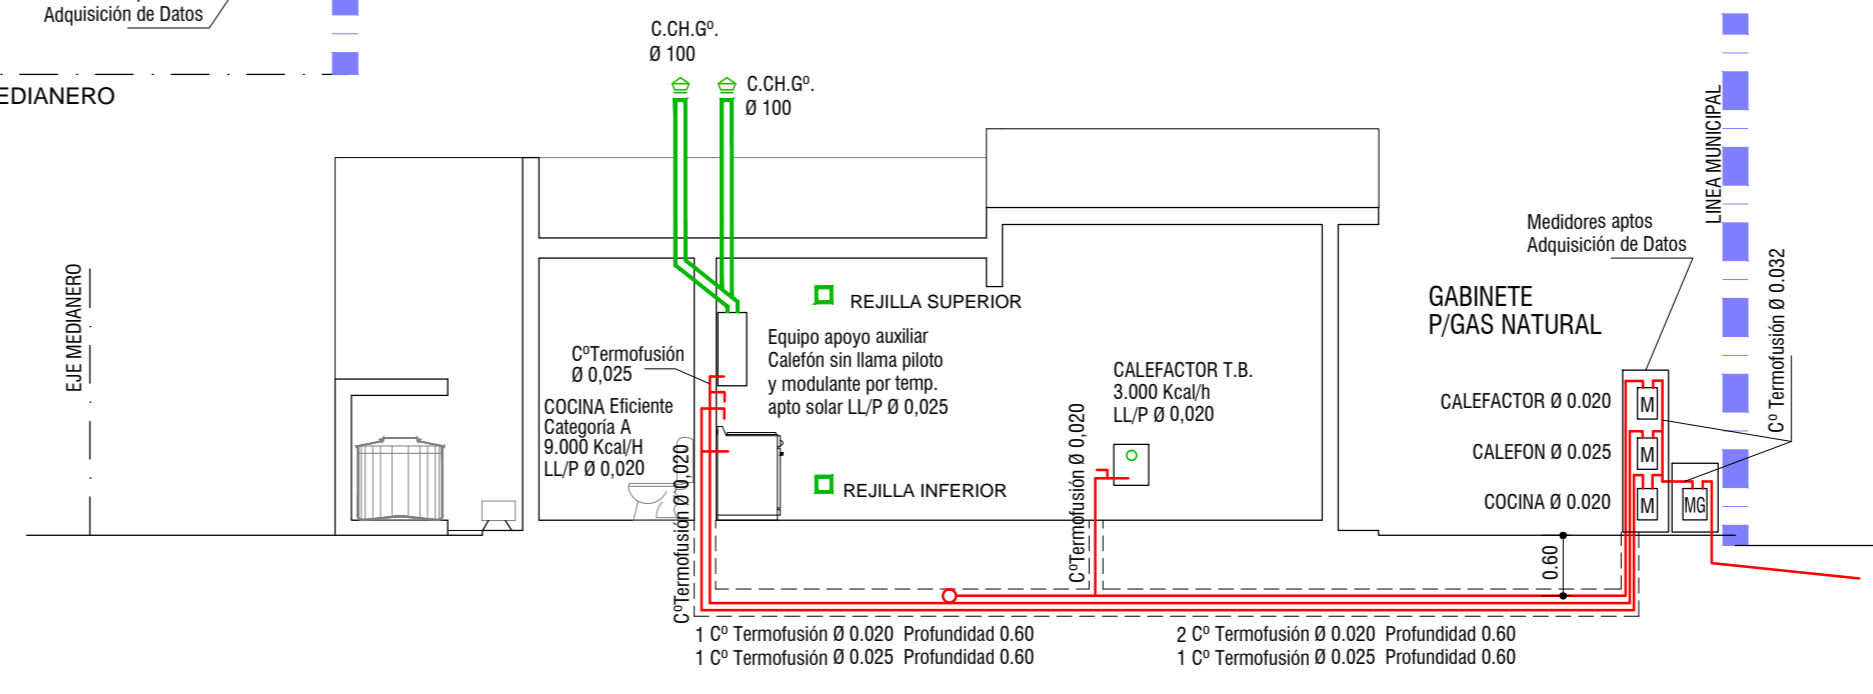 Adquisición de Datos
EDIANERO
EJE MEDIANERO
C.CH.Gº.
Ø 100
C.CH.Gº.
Ø 100
REJILLA SUPERIOR
CºTermofusión
Ø 0,025
Equipo apoyo auxiliar
Calefón sin llama piloto
y modulante por temp.
apto solar LL/P Ø 0,025
COCINA Eficiente
Categoría A
9.000 Kcal/H
LL/P Ø 0,020
CºTermofusión Ø 0,020
REJILLA INFERIOR
CALEFACTOR T.B.
3.000 Kcal/h
LL/P Ø 0,020
CºTermofusión Ø 0,020
GABINETE
P/GAS NATURAL
Medidores aptos
Adquisición de Datos
LINEA MUNICIPAL
Cº Termofusión Ø 0.032
CALEFACTOR Ø 0.020
M
CALEFON Ø 0.025
M
COCINA Ø 0.020
M
MG
0.60
1 Cº Termofusión Ø 0.020 Profundidad 0.60
1 Cº Termofusión Ø 0.025 Profundidad 0.60
2 Cº Termofusión Ø 0.020 Profundidad 0.60
1 Cº Termofusión Ø 0.025 Profundidad 0.60